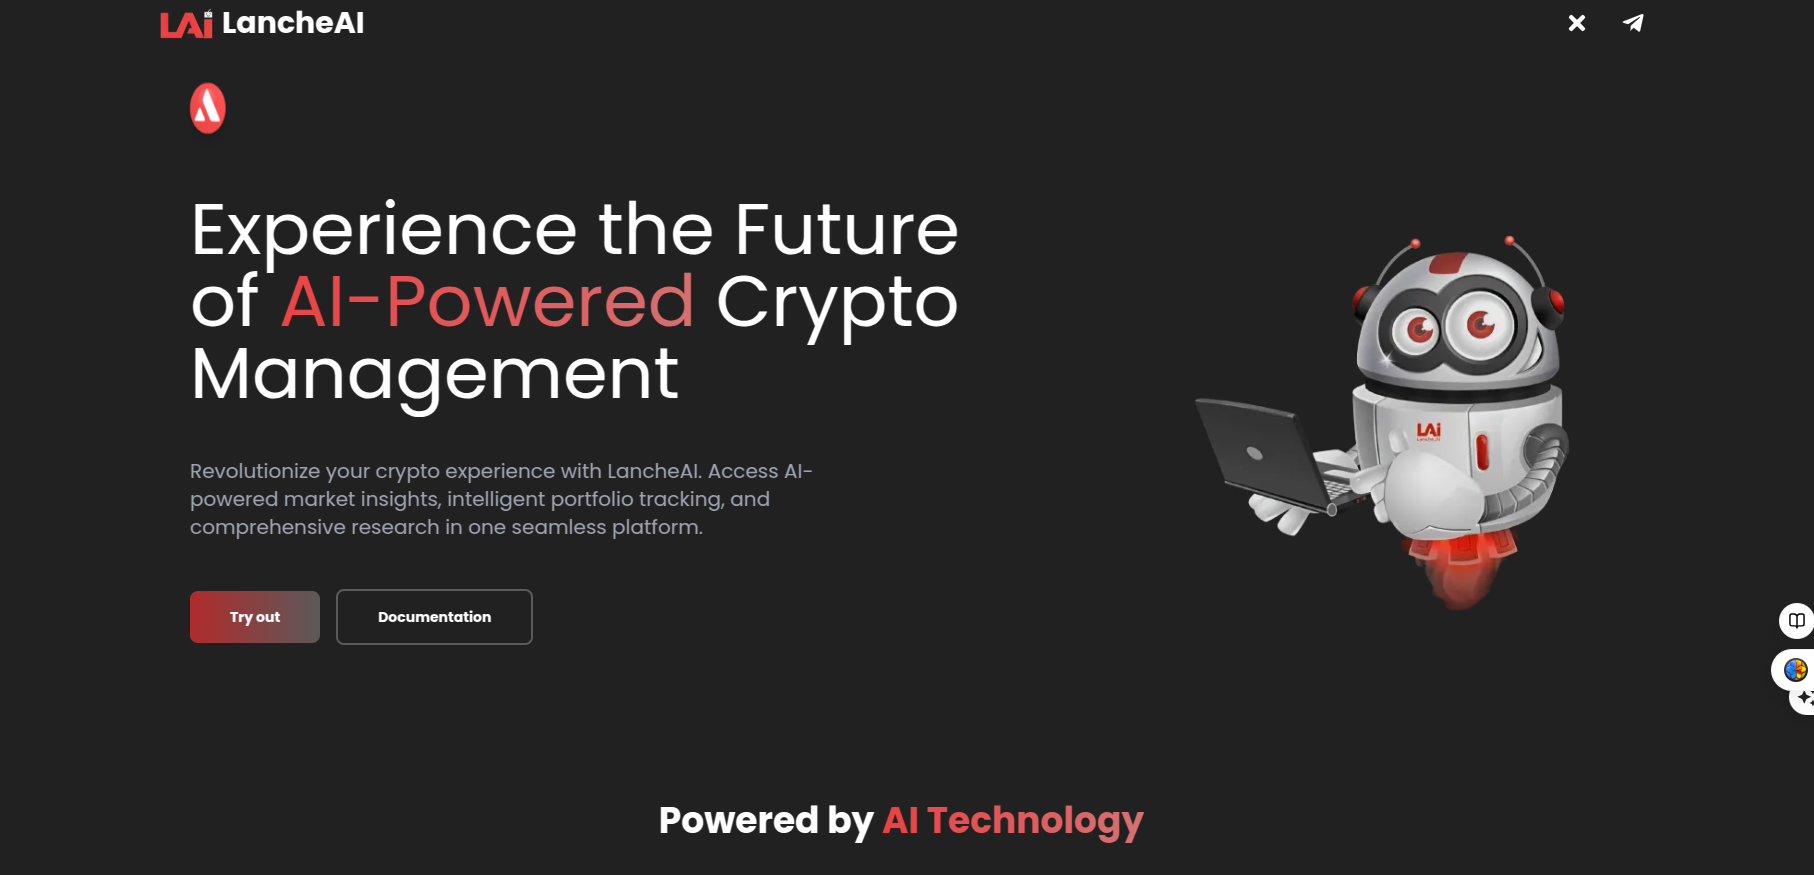 LAi LancheAI
Experience the Future
of AI-Powered Crypto
Management
Revolutionize your crypto experience with LancheAI. Access AI-
powered market insights, intelligent portfolio tracking, and
comprehensive research in one seamless platform.
LAi
LancheAI
Try out
Documentation
Powered by AI Technology